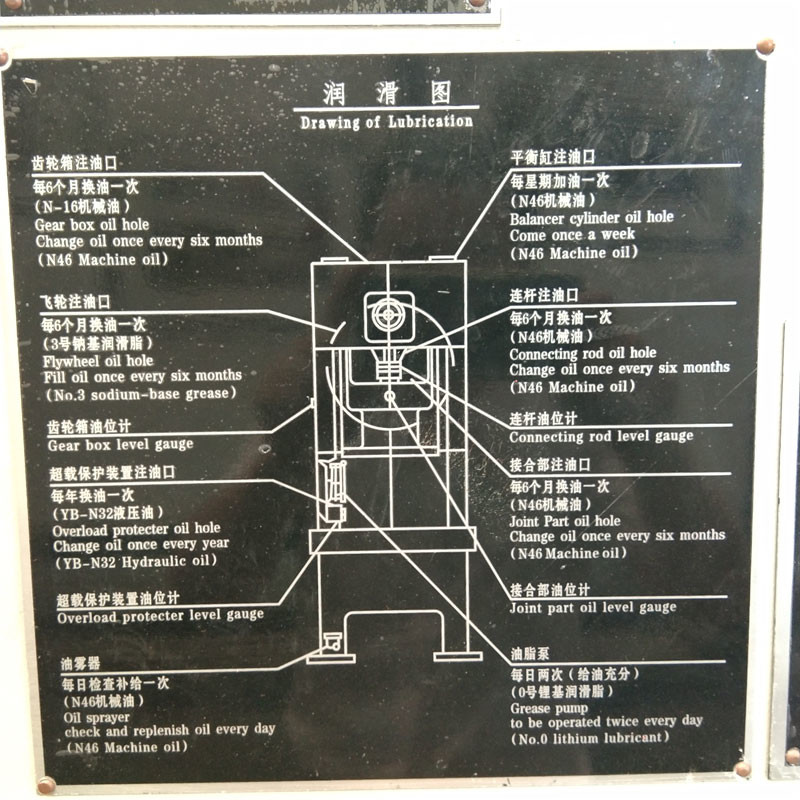 润滑图
Drawing of Lubrication
齿轮箱注油口
每6个月换油一次
(N-16机械油)
Gear box oil hole
Change oil once every six months
(N46 Machine oil)
飞轮注油口
每6个月换油一次
(3号钠基润滑脂)
Flywheel oil hole
Fill oil once every six months
(No.3 sodium-base grease)
齿轮箱油位计
Gear box level gauge
超载保护装置注油口
每年换油一次
(YB-N32液压油)
Overload protecter oil hole
Change oil once every year
(YB-N32 Hydraulic oil)
超载保护装置油位计
Overload protecter level gauge
油雾器
每日检查补给一次
(N46机械油)
Oil sprayer
check and replenish oil every day
(N46 Machine oil)
平衡缸注油口
每星期加油一次
(N46机械油)
Balancer cylinder oil hole
Come once a week
(N46 Machine oil)
连杆注油口
每6个月换油一次
(N46机械油)
Connecting rod oil hole
Change oil once every six months
(N46 Machine oil)
连杆油位计
Connecting rod level gauge
接合部注油口
每6个月换油一次
(N46机械油)
Joint Part oil hole
Change oil once every six months
(N46 Machine oil)
接合部油位计
Joint part oil level gauge
油脂泵
每日两次(给油充分)
(0号锂基润滑脂)
Grease pump
to be operated twice every day
(No.0 lithium lubricant)